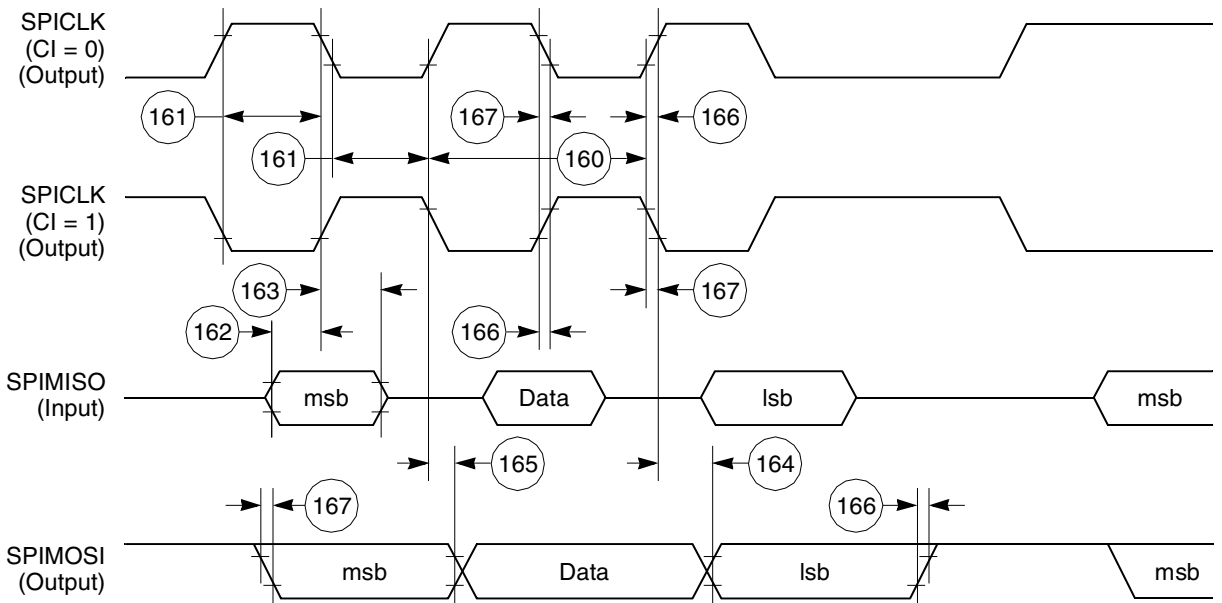 SPICLK
(CI = 0)
(Output)
161
167
166
161
160
SPICLK
(CI = 1)
(Output)
163
167
162
166
SPIMISO
(Input)
msb
Data
lsb
msb
165
164
167
166
SPIMOSI
(Output)
msb
Data
lsb
msb